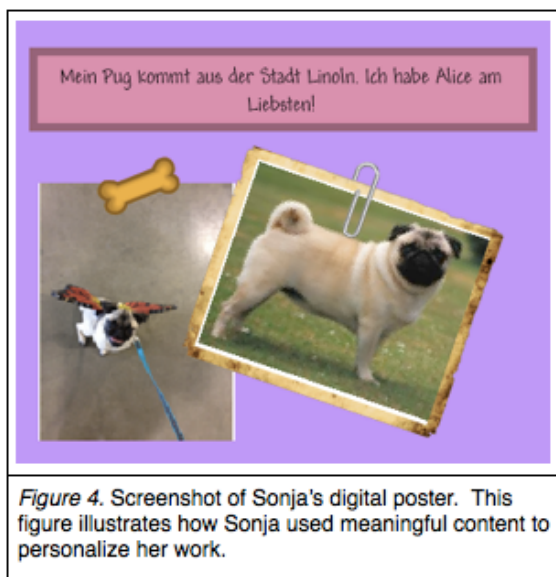 Mein Pug kommt aus der Stadt Linoln. Ich habe Alice am
Liebsten!
Figure 4. Screenshot of Sonja's digital poster. This
figure illustrates how Sonja used meaningful content to
personalize her work.